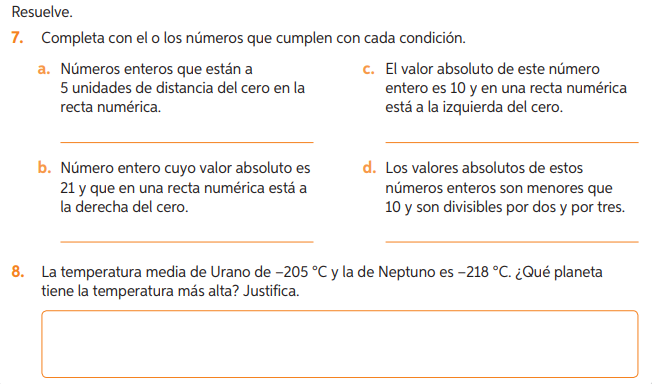 Resuelve.
7. Completa con el o los números que cumplen con cada condición.
a. Números enteros que están a
5 unidades de distancia del cero en la
recta numérica.
b. Número entero cuyo valor absoluto es
21 y que en una recta numérica está a
la derecha del cero.
c. El valor absoluto de este número
entero es 10 y en una recta numérica
está a la izquierda del cero.
d. Los valores absolutos de estos
números enteros son menores que
10 y son divisibles por dos y por tres.
8. La temperatura media de Urano de −205 °C y la de Neptuno es −218 °C. ¿Qué planeta
tiene la temperatura más alta? Justifica.